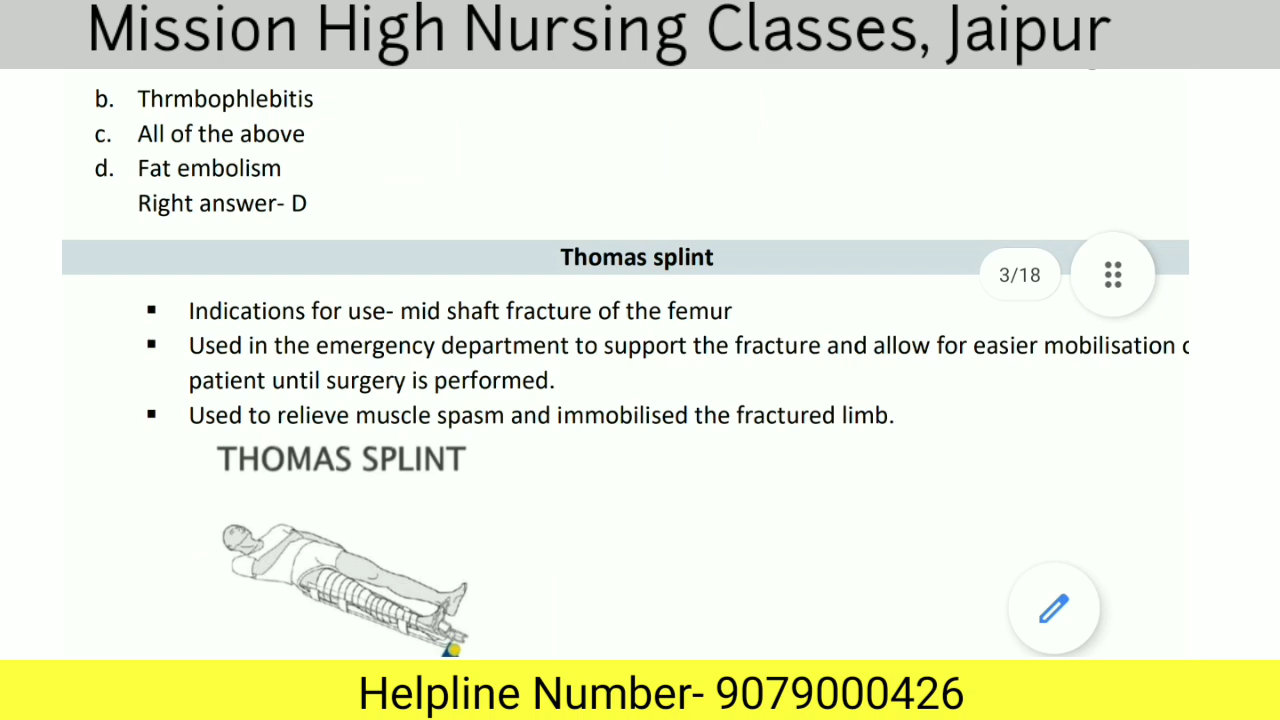 Mission High Nursing Classes, Jaipur
b. Thrmbophlebitis
c. All of the above
d. Fat embolism
Right answer- D
Thomas splint
3/18
▪ Indications for use- mid shaft fracture of the femur
▪ Used in the emergency department to support the fracture and allow for easier mobilisation
patient until surgery is performed.
▪ Used to relieve muscle spasm and immobilised the fractured limb.
THOMAS SPLINT
Helpline Number- 9079000426